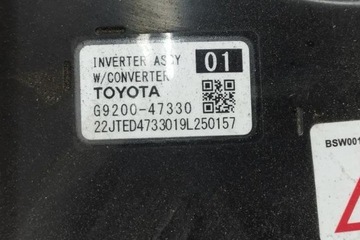 INVERTER ASSY 01
W/CONVERTER
TOYOTA
G9200-47330
22JTED4733019L250157
BSW001